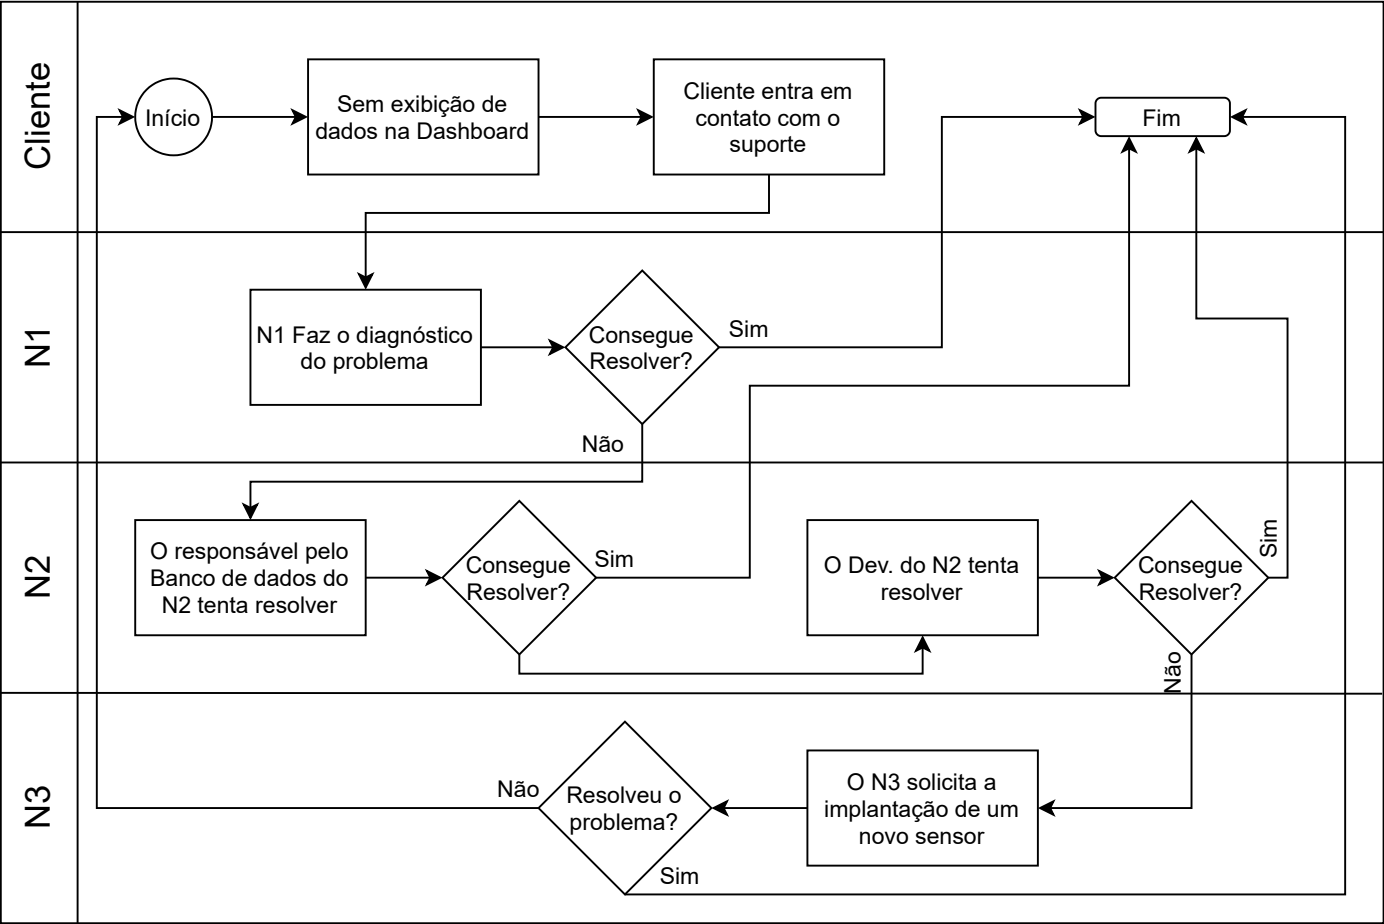 Cliente
Início
Sem exibição de
dados na Dashboard
Cliente entra em
contato com o
suporte
Fim
N1
N1 Faz o diagnóstico
do problema
Consegue
Resolver?
Sim
Não
N2
O responsável pelo
Banco de dados do
N2 tenta resolver
Consegue
Resolver?
Sim
O Dev. do N2 tenta
resolver
Consegue
Resolver?
Sim
Não
N3
Não
Resolveu o
problema?
Sim
O N3 solicita a
implantação de um
novo sensor